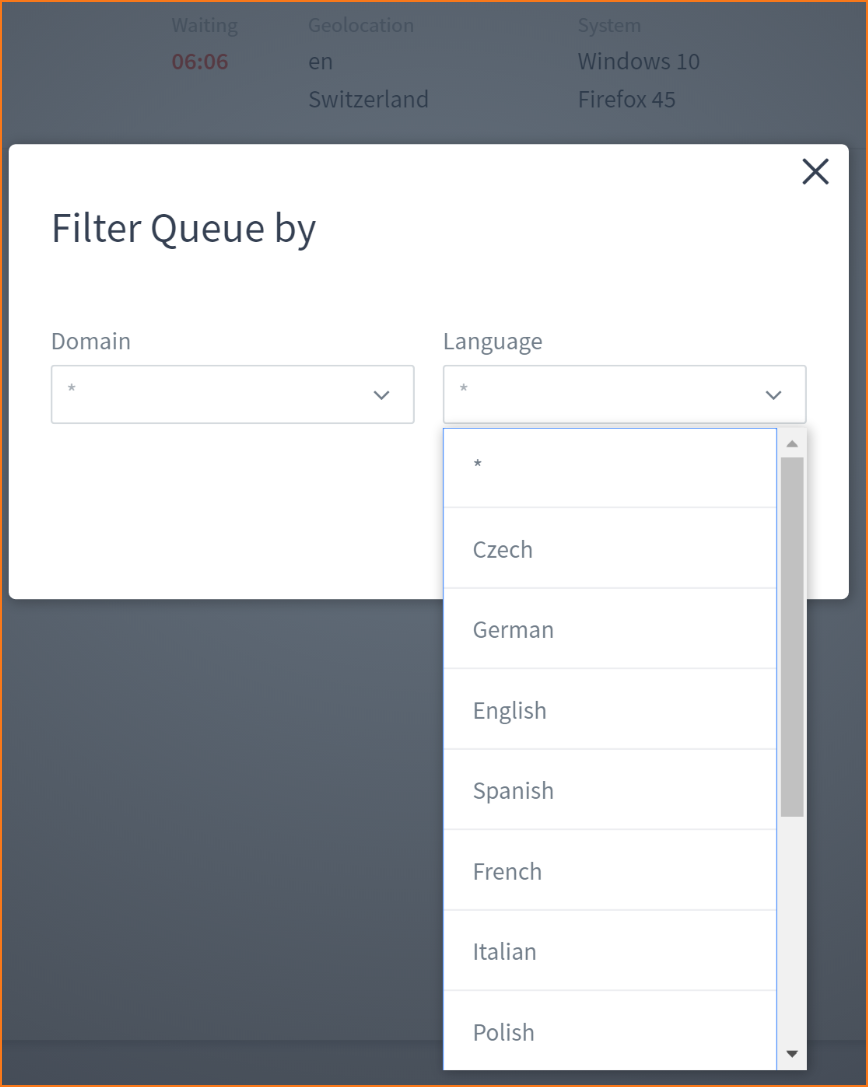 Waiting Geolocation System
06:06 en Windows 10
Switzerland Firefox 45
Filter Queue by
Domain Language
* *
*
Czech
German
English
Spanish
French
Italian
Polish